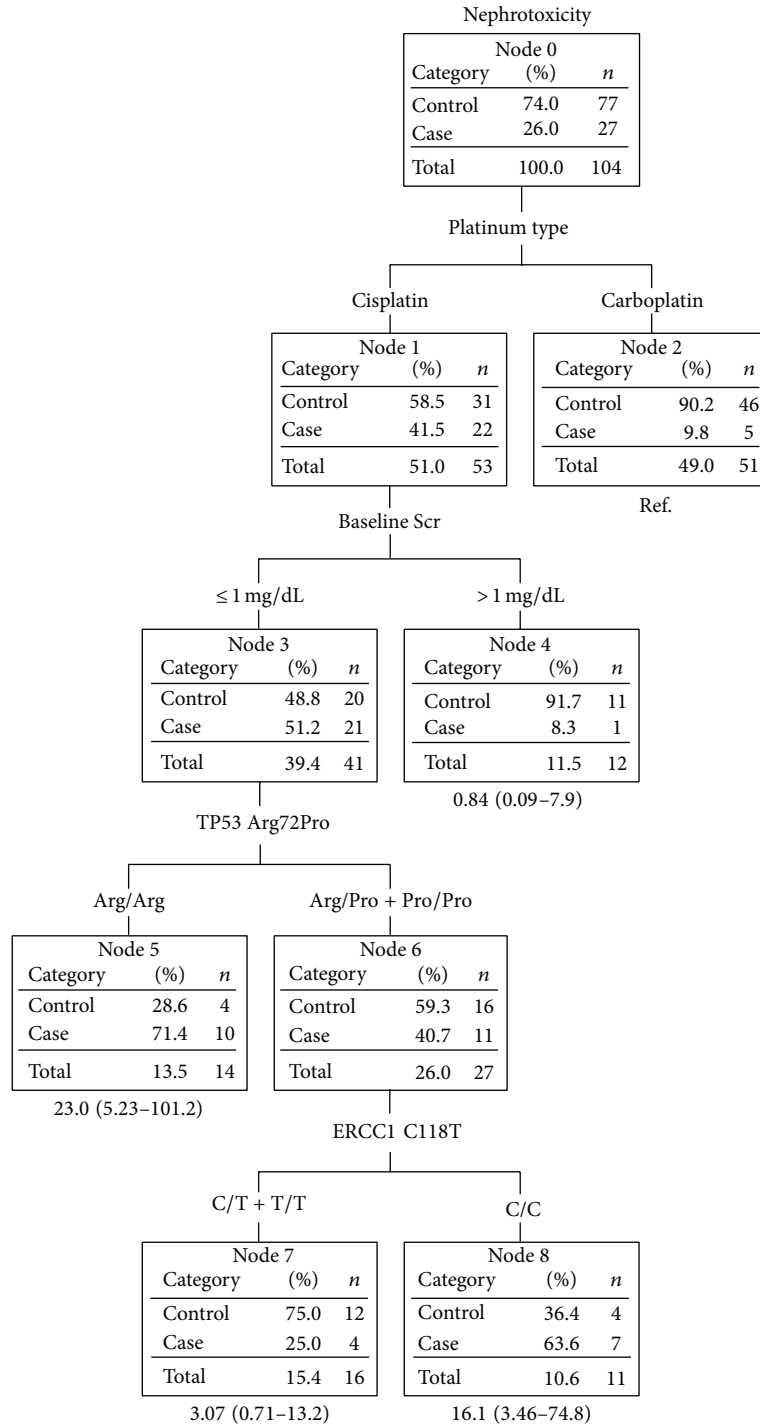 Nephrotoxicity
Node 0
Category (%) n
Control 74.0 77
Case 26.0 27
Total 100.0 104
Platinum type
Cisplatin
Carboplatin
Node 1
Category (%) n
Control 58.5 31
Case 41.5 22
Total 51.0 53
Node 2
Category (%) n
Control 90.2 46
Case 9.8 5
Total 49.0 51
Ref.
Baseline Scr
≤ 1 mg/dL
> 1 mg/dL
Node 3
Category (%) n
Control 48.8 20
Case 51.2 21
Total 39.4 41
Node 4
Category (%) n
Control 91.7 11
Case 8.3 1
Total 11.5 12
0.84 (0.09–7.9)
TP53 Arg72Pro
Arg/Arg
Arg/Pro + Pro/Pro
Node 5
Category (%) n
Control 28.6 4
Case 71.4 10
Total 13.5 14
23.0 (5.23–101.2)
Node 6
Category (%) n
Control 59.3 16
Case 40.7 11
Total 26.0 27
ERCC1 C118T
C/T + T/T
C/C
Node 7
Category (%) n
Control 75.0 12
Case 25.0 4
Total 15.4 16
3.07 (0.71–13.2)
Node 8
Category (%) n
Control 36.4 4
Case 63.6 7
Total 10.6 11
16.1 (3.46–74.8)